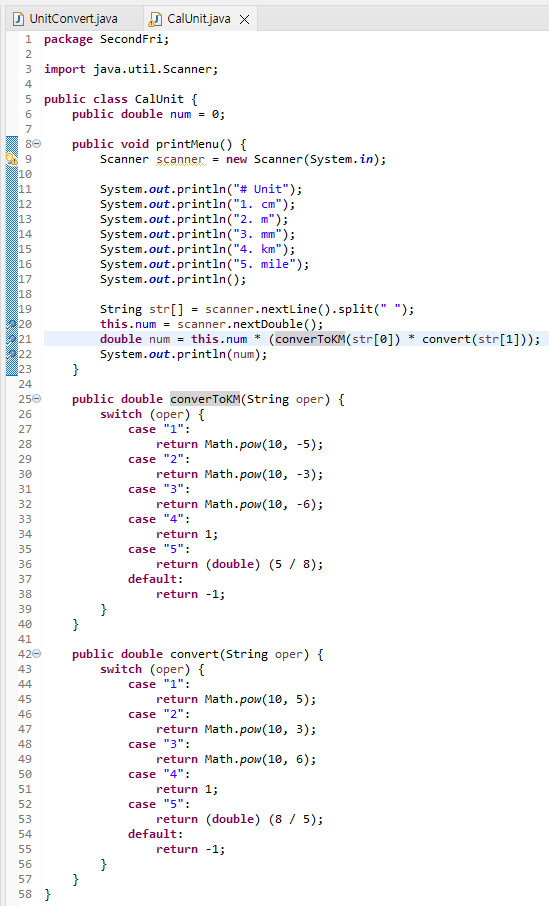 UnitConvert.java CalUnit.java
1 package SecondFri;
2
3 import java.util.Scanner;
4
5 public class CalUnit {
6 public double num = 0;
7
8 public void printMenu() {
9 Scanner scanner = new Scanner(System.in);
10
11 System.out.println("# Unit");
12 System.out.println("1. cm");
13 System.out.println("2. m");
14 System.out.println("3. mm");
15 System.out.println("4. km");
16 System.out.println("5. mile");
17 System.out.println();
18
19 String str[] = scanner.nextLine().split(" ");
20 this.num = scanner.nextDouble();
21 double num = this.num * (converToKM(str[0]) * convert(str[1]));
22 System.out.println(num);
23 }
24
25 public double converToKM(String oper) {
26 switch (oper) {
27 case "1":
28 return Math.pow(10, -5);
29 case "2":
30 return Math.pow(10, -3);
31 case "3":
32 return Math.pow(10, -6);
33 case "4":
34 return 1;
35 case "5":
36 return (double) (5 / 8);
37 default:
38 return -1;
39 }
40 }
41
42 public double convert(String oper) {
43 switch (oper) {
44 case "1":
45 return Math.pow(10, 5);
46 case "2":
47 return Math.pow(10, 3);
48 case "3":
49 return Math.pow(10, 6);
50 case "4":
51 return 1;
52 case "5":
53 return (double) (8 / 5);
54 default:
55 return -1;
56 }
57 }
58 }